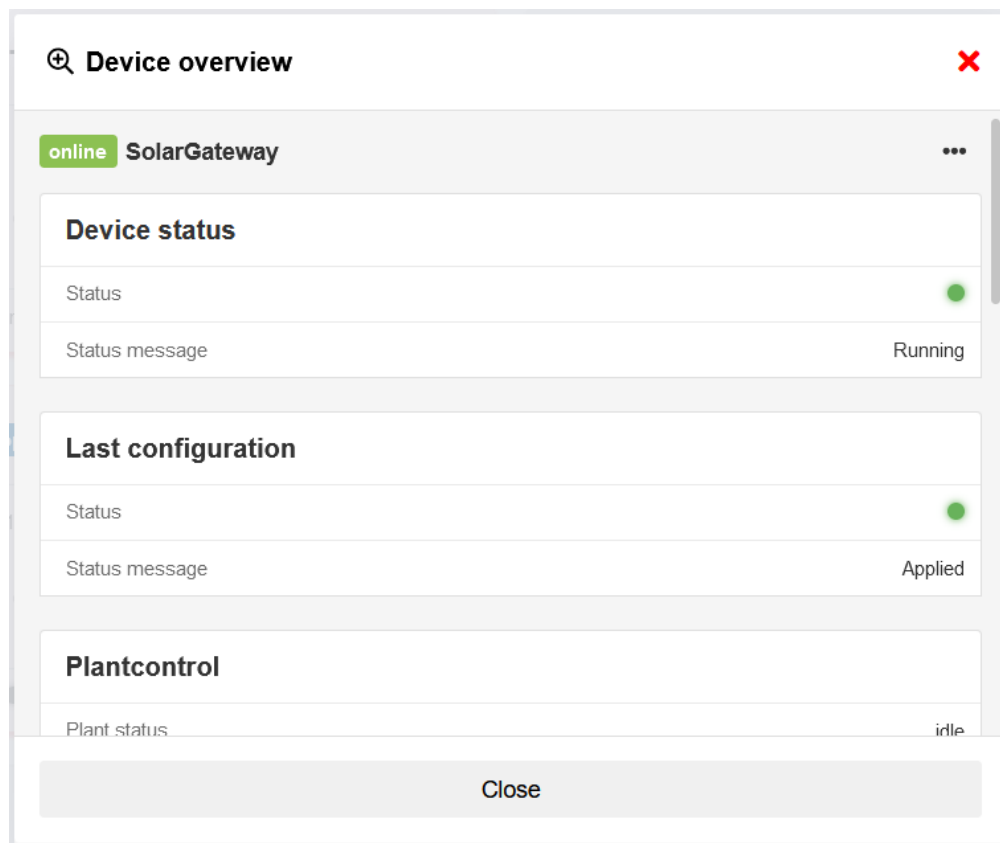 Device overview
online SolarGateway
Device status
Status
Status message Running
Last configuration
Status
Status message Applied
Plantcontrol
Plant status idle
Close